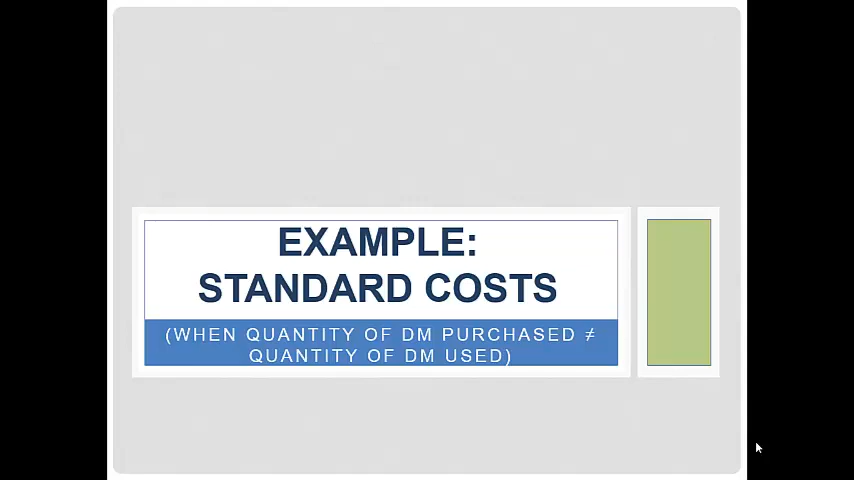 EXAMPLE:
STANDARD COSTS
(WHEN QUANTITY OF DM PURCHASED ≠
QUANTITY OF DM USED)